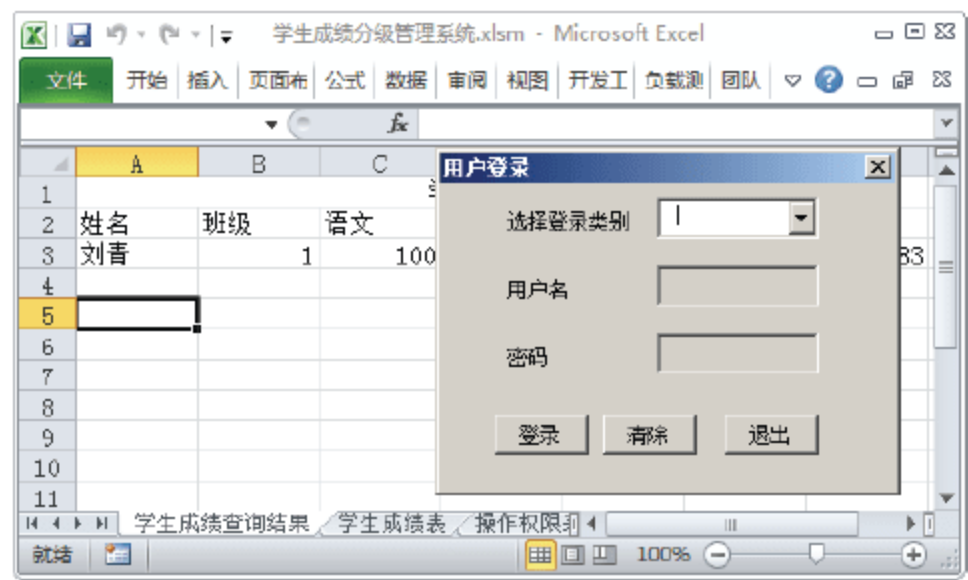 学生成绩分级管理系统.xlsm - Microsoft Excel
文件 开始 插入 页面布 公式 数据 审阅 视图 开发工 负载测 团队
fx
A B C
用户登录
1
2 姓名 班级 语文
选择登录类别
3 刘青 1 100 83
4
用户名
5
6
密码
7
8
9
登录 清除 退出
10
11
学生成绩查询结果 学生成绩表 操作权限
就绪 100%